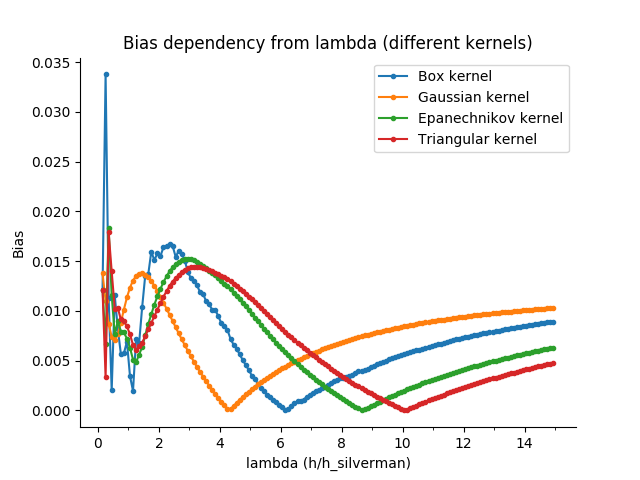 Bias dependency from lambda (different kernels)
Box kernel
Gaussian kernel
Epanechnikov kernel
Triangular kernel
Bias
0.035
0.030
0.025
0.020
0.015
0.010
0.005
0.000
0 2 4 6 8 10 12 14
lambda (h/h_silverman)